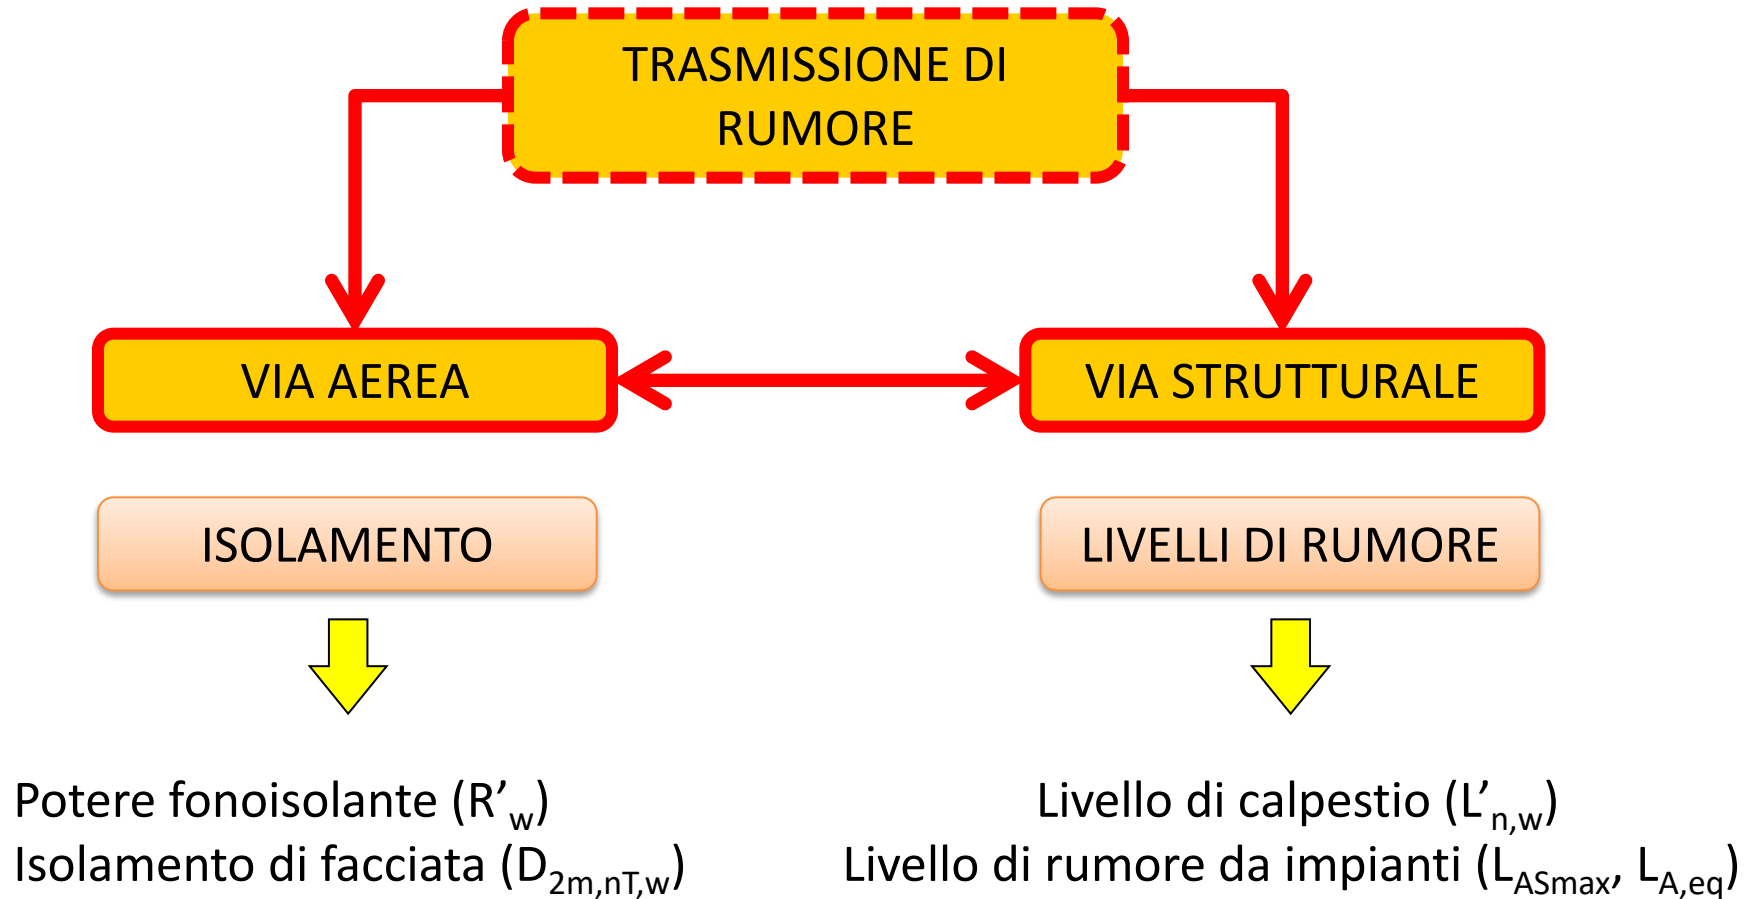 TRASMISSIONE DI
RUMORE
VIA AEREA
VIA STRUTTURALE
ISOLAMENTO
LIVELLI DI RUMORE
Potere fonoisolante (R’w)
Isolamento di facciata (D2m,nT,w)
Livello di calpestio (L’n,w)
Livello di rumore da impianti (LASmax, LA,eq)